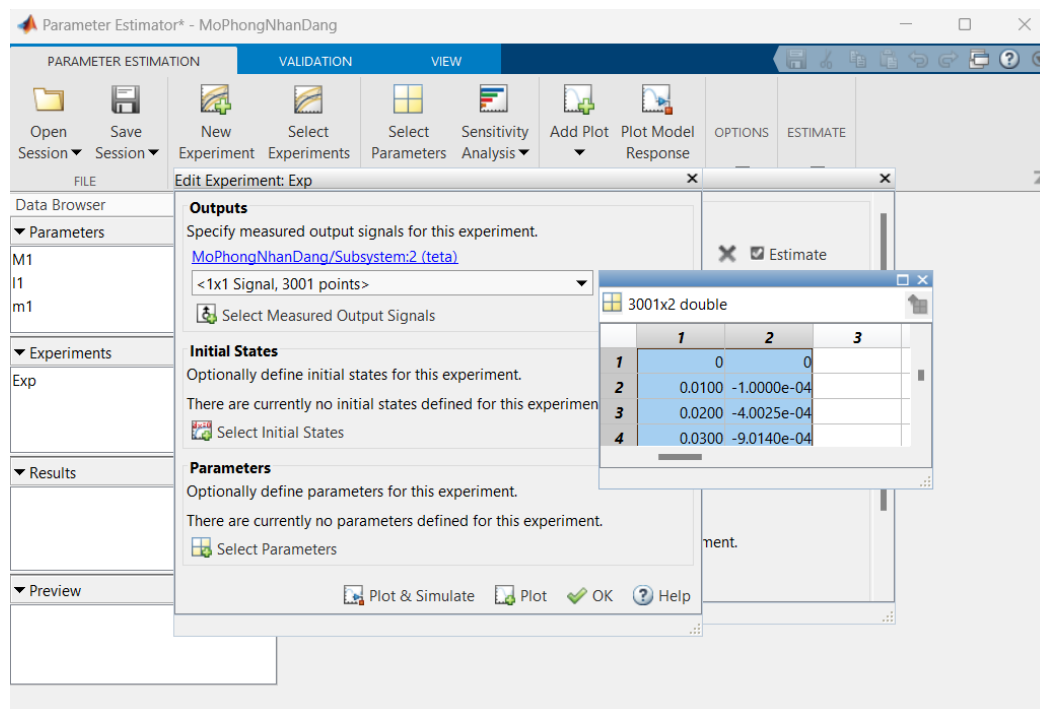 Parameter Estimator* - MoPhongNhanDang
PARAMETER ESTIMATION VALIDATION VIEW
Open Session Save Session New Experiment Select Experiments Select Parameters Sensitivity Analysis Add Plot Plot Model Response OPTIONS ESTIMATE
FILE
Edit Experiment: Exp
Data Browser
Parameters
M1
l1
m1
Experiments
Exp
Results
Preview
Outputs
Specify measured output signals for this experiment.
MoPhongNhanDang/Subsystem:2 (teta)
<1x1 Signal, 3001 points>
Select Measured Output Signals
Initial States
Optionally define initial states for this experiment.
There are currently no initial states defined for this experimen
Select Initial States
Parameters
Optionally define parameters for this experiment.
There are currently no parameters defined for this experiment.
Select Parameters
Plot & Simulate Plot OK Help
Estimate
3001x2 double
1 2 3
1 0 0
2 0.0100 -1.0000e-04
3 0.0200 -4.0025e-04
4 0.0300 -9.0140e-04
ment.